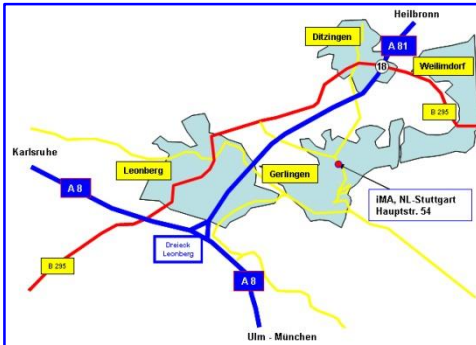 Heilbronn
Ditzingen
A 81
18
Weilimdorf
B 295
Karlsruhe
Leonberg
Gerlingen
A 8
iMA, NL-Stuttgart
Hauptstr. 54
Dreieck
Leonberg
B 295
A 8
Ulm - München